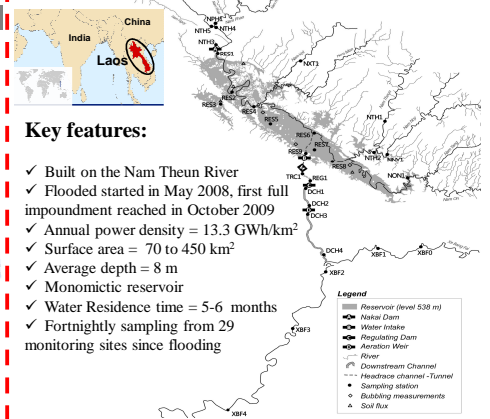 China
India
Laos
Key features:
✓ Built on the Nam Theun River
✓ Flooded started in May 2008, first full
impoundment reached in October 2009
✓ Annual power density = 13.3 GWh/km²
✓ Surface area = 70 to 450 km²
✓ Average depth = 8 m
✓ Monomictic reservoir
✓ Water Residence time = 5-6 months
✓ Fortnightly sampling from 29
monitoring sites since flooding
NPH5
NTH5
NTH4
NTH3
RES1
NXT1
RES2
RES3
RES4
RES5
RES6
RES7
RES8
RES9
NTH1
NTH2
NNY1
NON1
TRC1
REG1
DCH1
DCH2
DCH3
DCH4
XBF2
XBF1
XBF0
XBF3
XBF4
Legend
Reservoir (level 538 m)
Nakai Dam
Water Intake
Regulating Dam
Aeration Weir
River
Downstream Channel
Headrace channel -Tunnel
Sampling station
Bubbling measurements
Soil flux